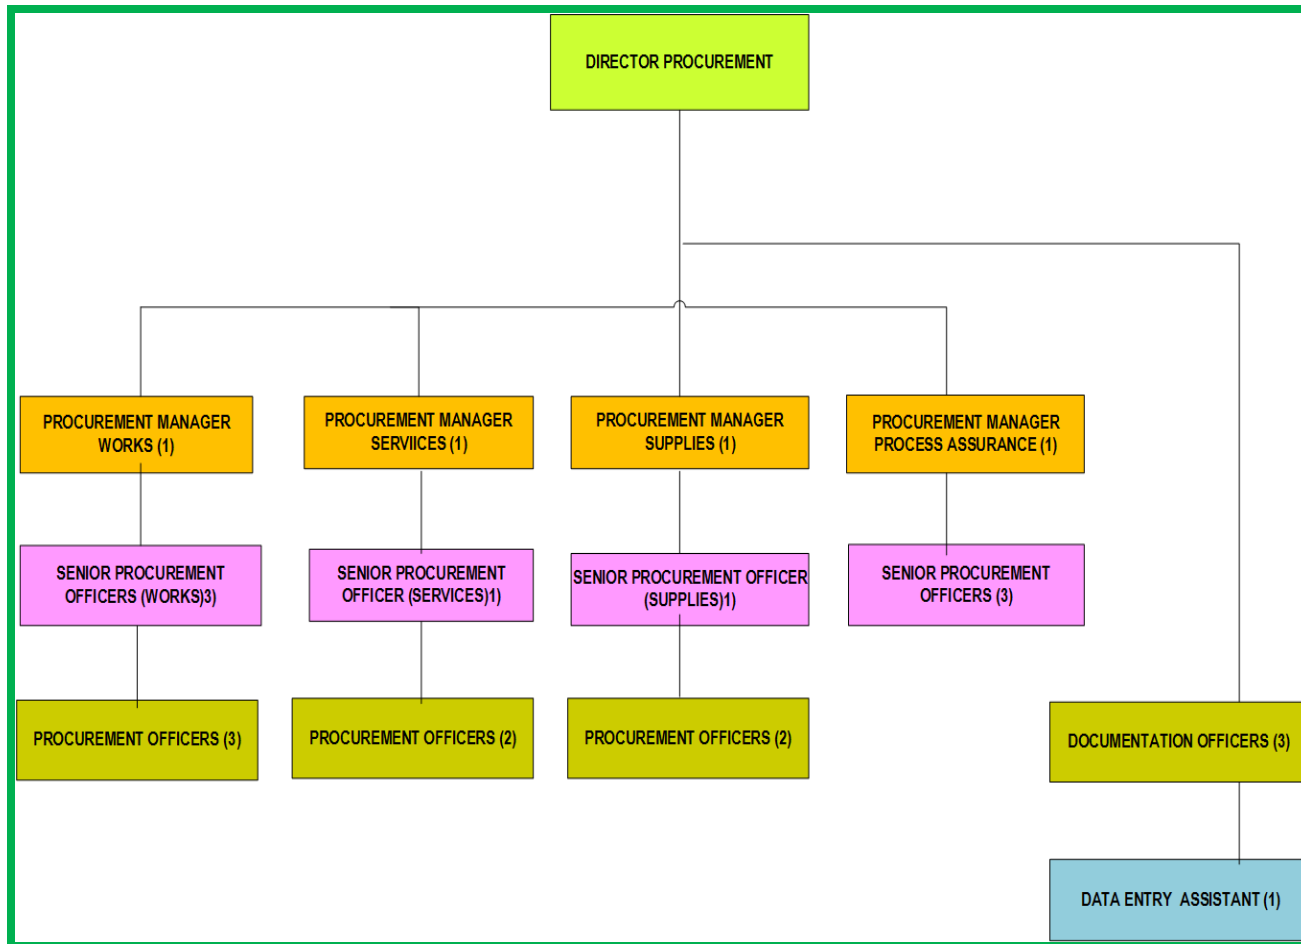 DIRECTOR PROCUREMENT
PROCUREMENT MANAGER
WORKS (1)
PROCUREMENT MANAGER
SERVIICES (1)
PROCUREMENT MANAGER
SUPPLIES (1)
PROCUREMENT MANAGER
PROCESS ASSURANCE (1)
SENIOR PROCUREMENT
OFFICERS (WORKS)3)
SENIOR PROCUREMENT
OFFICER (SERVICES)1)
SENIOR PROCUREMENT OFFICER
(SUPPLIES)1)
SENIOR PROCUREMENT
OFFICERS (3)
PROCUREMENT OFFICERS (3)
PROCUREMENT OFFICERS (2)
PROCUREMENT OFFICERS (2)
DOCUMENTATION OFFICERS (3)
DATA ENTRY ASSISTANT (1)